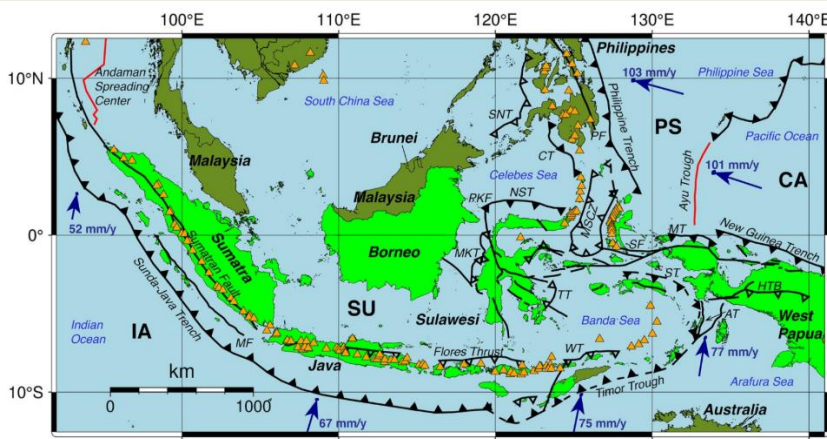 100°E
110°E
120°E
130°E
140°E
Andaman
Spreading
Center
10°N
South China Sea
Philippines
103 mm/y
Philippine Sea
SNT
PF
Philippine Trench
PS
Brunei
Malaysia
CT
Pacific Ocean
Celebes Sea
101 mm/y
CA
Malaysia
Ayu Trough
PKF
NST
52 mm/y
0°
Sumatra
Sumatran Fault
Borneo
MKT
SF
MT
New Guinea Trench
Sunda-Java Trench
SU
TT
ST
HTB
Sulawesi
Banda Sea
AT
West
Papua
Indian
Ocean
IA
MF
Java
Flores Thrust
WT
77 mm/y
km
10°S
0
1000
67 mm/y
75 mm/y
Timor Trough
Arafura Sea
Australia